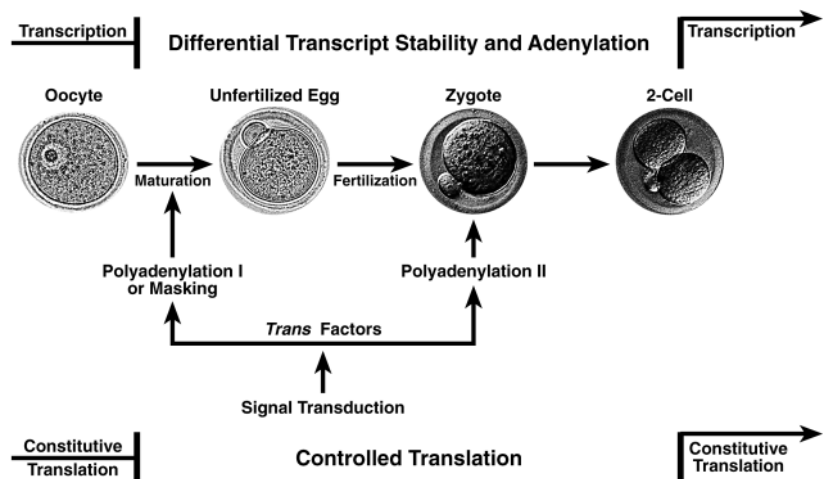 Transcription
Differential Transcript Stability and Adenylation
Transcription
Oocyte
Unfertilized Egg
Zygote
2-Cell
Maturation
Fertilization
Polyadenylation I
or Masking
Polyadenylation II
Trans Factors
Signal Transduction
Constitutive
Translation
Controlled Translation
Constitutive
Translation